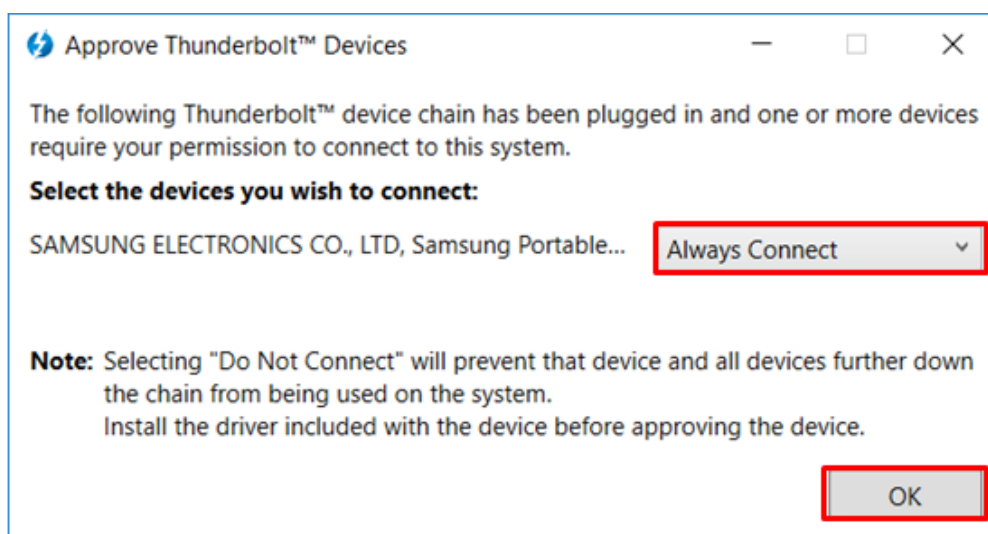 Approve Thunderbolt™ Devices
The following Thunderbolt™ device chain has been plugged in and one or more devices
require your permission to connect to this system.
Select the devices you wish to connect:
SAMSUNG ELECTRONICS CO., LTD, Samsung Portable...
Always Connect
Note: Selecting "Do Not Connect" will prevent that device and all devices further down
the chain from being used on the system.
Install the driver included with the device before approving the device.
OK